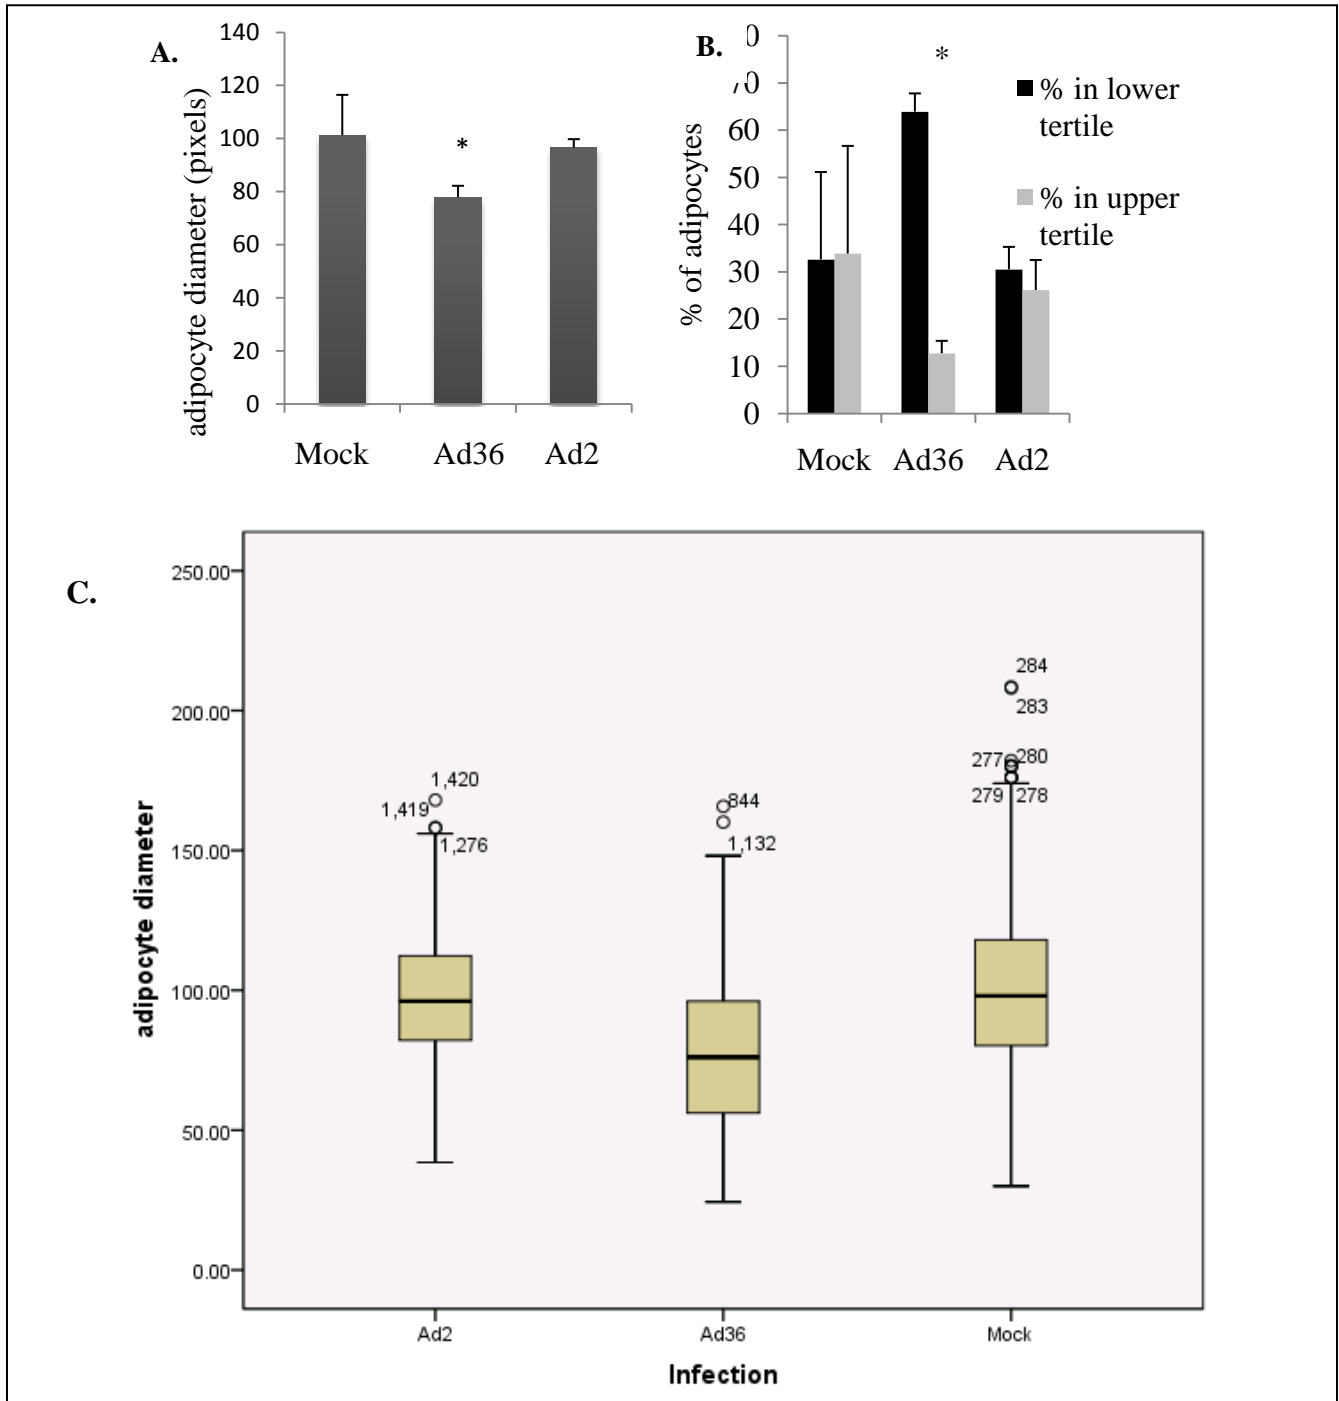 A.
adipocyte diameter (pixels)
140
120
100
80
60
40
20
0
*
Mock Ad36 Ad2
B.
% of adipocytes
0
0
60
50
40
30
20
10
0
*
% in lower
tertile
% in upper
tertile
Mock Ad36 Ad2
C.
adipocyte diameter
250.00
200.00
150.00
100.00
50.00
0.00
1,420
1,419
1,276
844
1,132
284
283
277 280
279 278
Ad2 Ad36 Mock
Infection